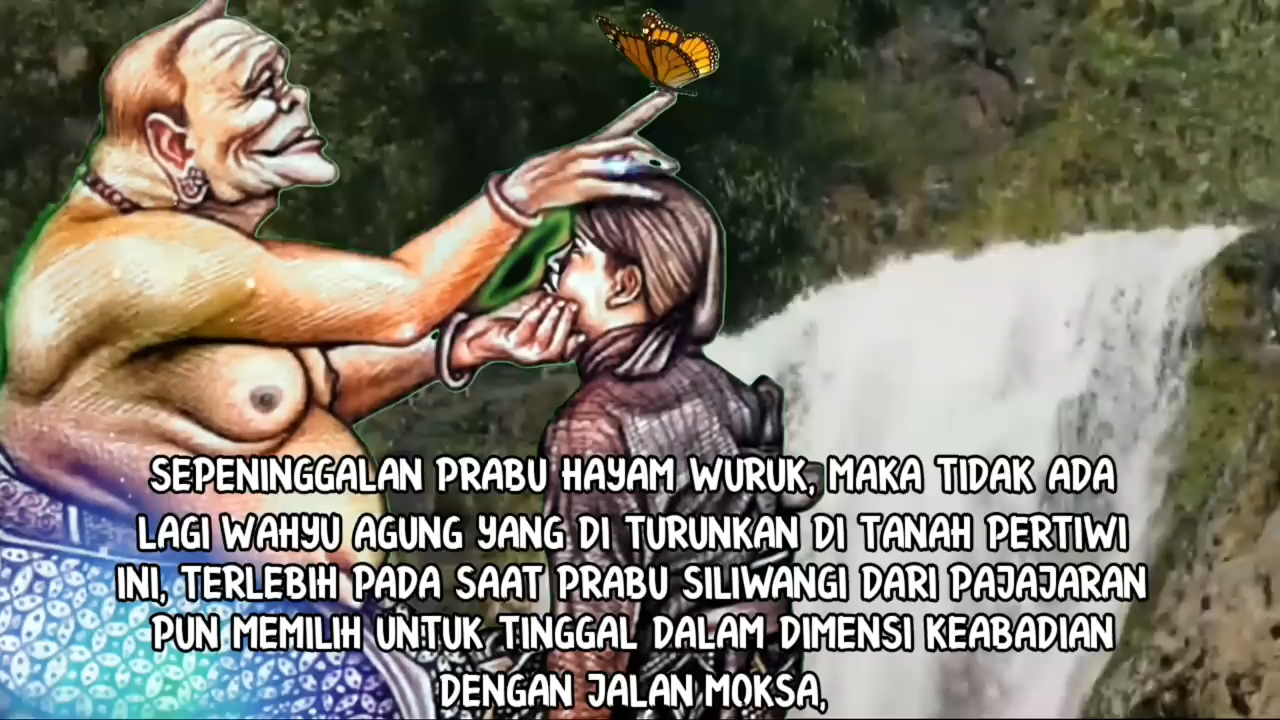 SEPENINGGALAN PRABU HAYAM WURUK, MAKA TIDAK ADA
LAGI WAHYU AGUNG YANG DI TURUNKAN DI TANAH PERTIWI
INI, TERLEBIH PADA SAAT PRABU SILIWANGI DARI PAJAJARAN
PUN MEMILIH UNTUK TINGGAL DALAM DIMENSI KEABADIAN
DENGAN JALAN MOKSA,